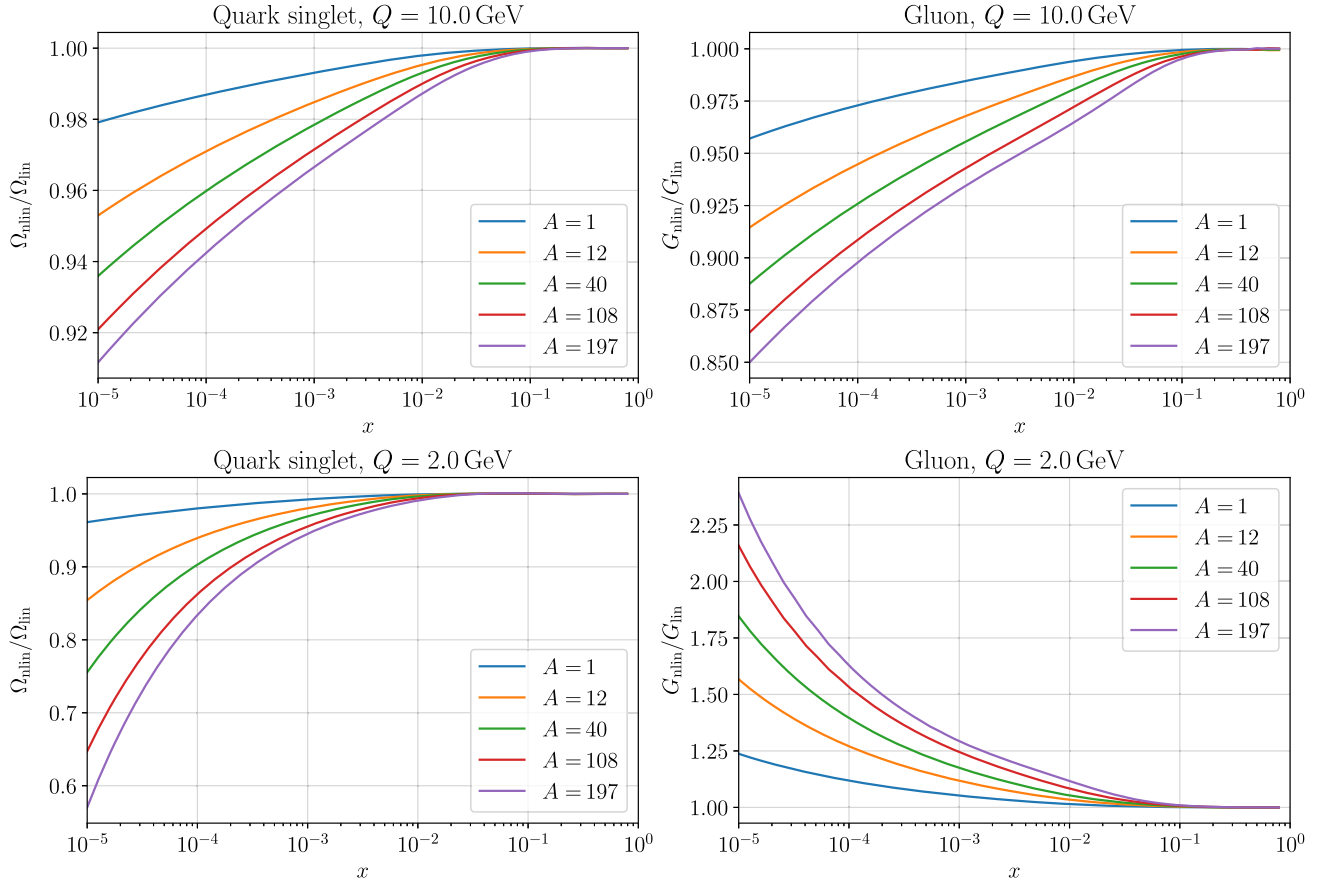 Quark singlet, Q = 10.0 GeV
Ω_nlin/Ω_lin
1.00
0.98
0.96
0.94
0.92
A = 1
A = 12
A = 40
A = 108
A = 197
10^−5 10^−4 10^−3 10^−2 10^−1 10^0
x
Gluon, Q = 10.0 GeV
G_nlin/G_lin
1.000
0.975
0.950
0.925
0.900
0.875
0.850
A = 1
A = 12
A = 40
A = 108
A = 197
10^−5 10^−4 10^−3 10^−2 10^−1 10^0
x
Quark singlet, Q = 2.0 GeV
Ω_nlin/Ω_lin
1.0
0.9
0.8
0.7
0.6
A = 1
A = 12
A = 40
A = 108
A = 197
10^−5 10^−4 10^−3 10^−2 10^−1 10^0
x
Gluon, Q = 2.0 GeV
G_nlin/G_lin
2.25
2.00
1.75
1.50
1.25
1.00
A = 1
A = 12
A = 40
A = 108
A = 197
10^−5 10^−4 10^−3 10^−2 10^−1 10^0
x